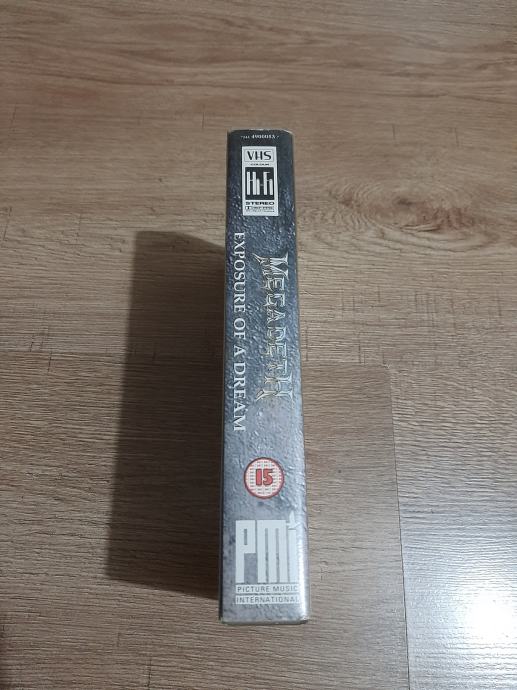 VHS
Hi-Fi
STEREO
MEGADETH
EXPOSURE OF A DREAM
15
PMI
PICTURE MUSIC
INTERNATIONAL